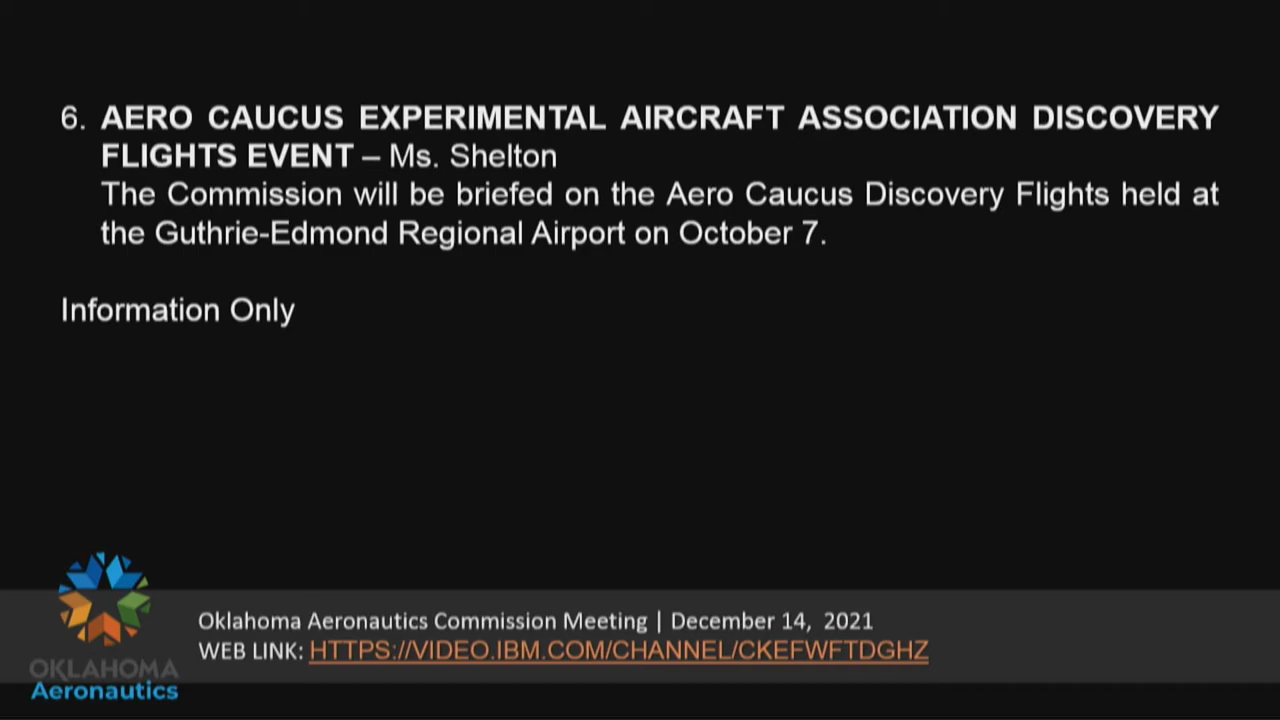 6. AERO CAUCUS EXPERIMENTAL AIRCRAFT ASSOCIATION DISCOVERY
FLIGHTS EVENT – Ms. Shelton
The Commission will be briefed on the Aero Caucus Discovery Flights held at
the Guthrie-Edmond Regional Airport on October 7.
Information Only
Oklahoma Aeronautics Commission Meeting | December 14, 2021
WEB LINK: HTTPS://VIDEO.IBM.COM/CHANNEL/CKEFWFTDGHZ
OKLAHOMA
Aeronautics